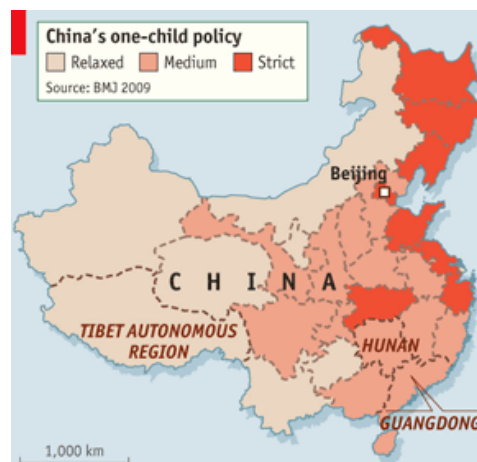 China's one-child policy
Relaxed Medium Strict
Source: BMJ 2009
Beijing
CHINA
TIBET AUTONOMOUS
REGION
HUNAN
GUANGDONG
1,000 km